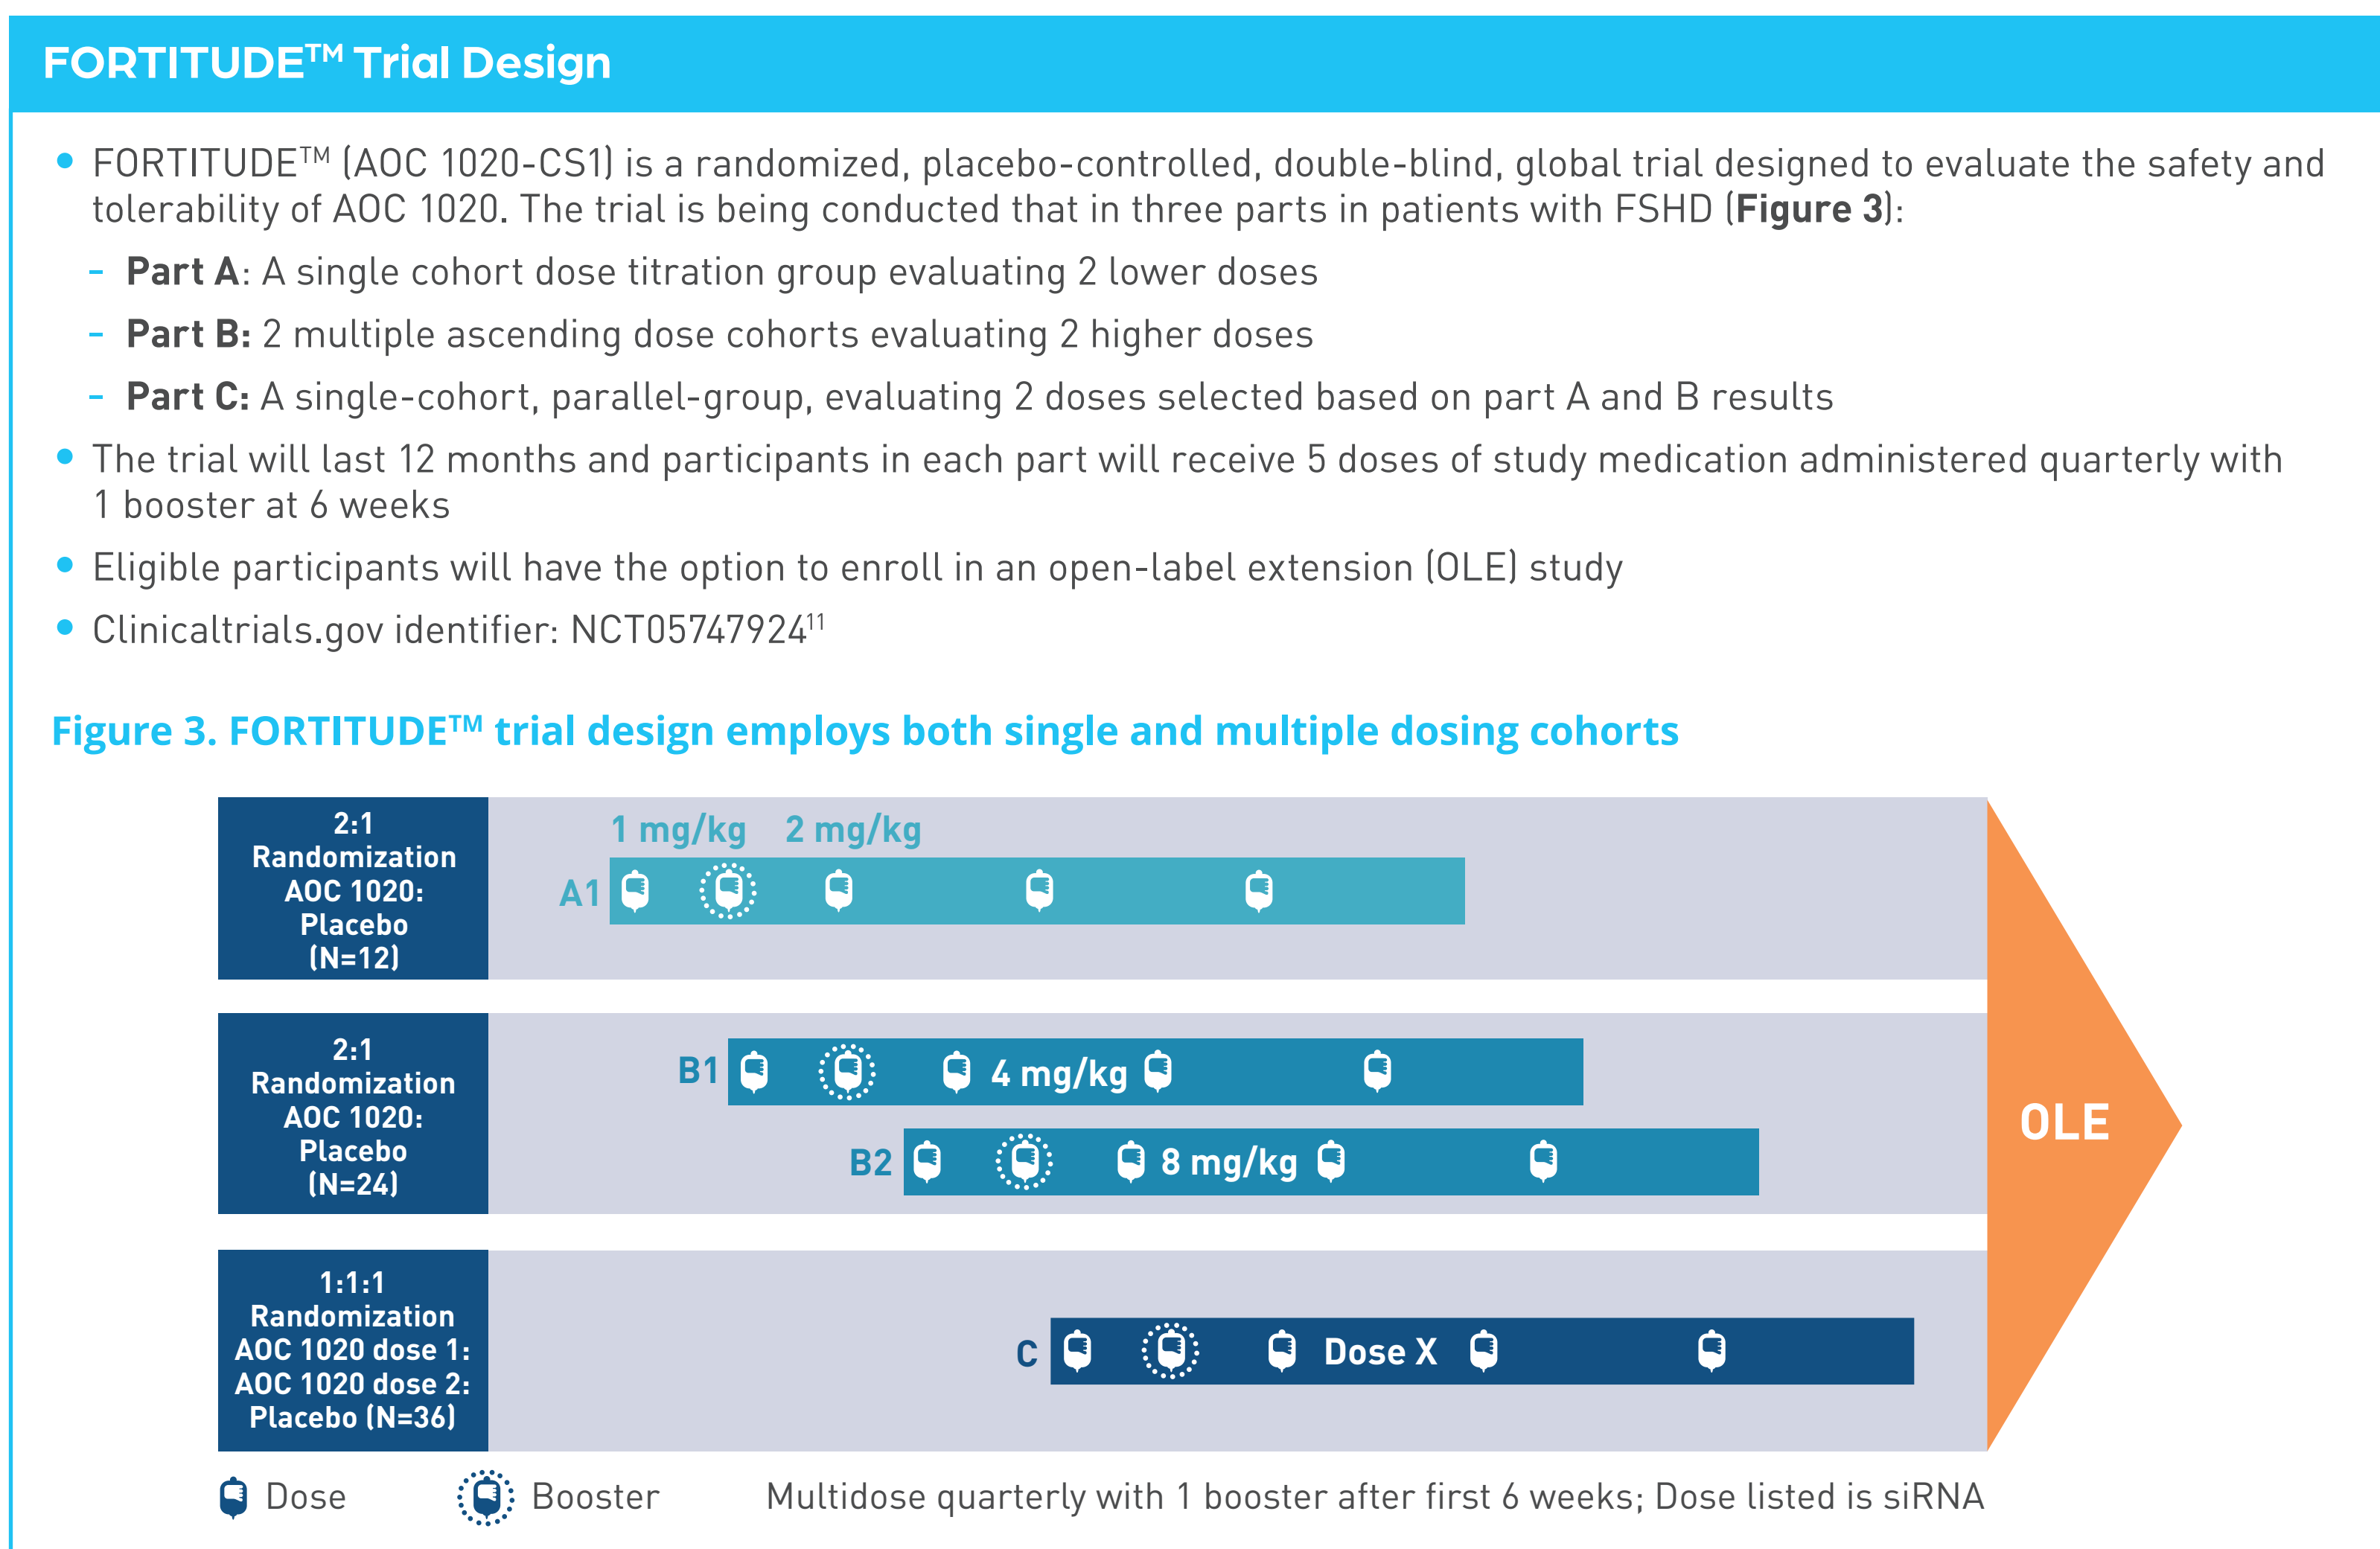 FORTITUDE™ Trial Design
• FORTITUDE™ (AOC 1020-CS1) is a randomized, placebo-controlled, double-blind, global trial designed to evaluate the safety and
tolerability of AOC 1020. The trial is being conducted that in three parts in patients with FSHD (Figure 3):
- Part A: A single cohort dose titration group evaluating 2 lower doses
- Part B: 2 multiple ascending dose cohorts evaluating 2 higher doses
- Part C: A single-cohort, parallel-group, evaluating 2 doses selected based on part A and B results
• The trial will last 12 months and participants in each part will receive 5 doses of study medication administered quarterly with
1 booster at 6 weeks
• Eligible participants will have the option to enroll in an open-label extension (OLE) study
• Clinicaltrials.gov identifier: NCT05747924¹¹
Figure 3. FORTITUDE™ trial design employs both single and multiple dosing cohorts
2:1
Randomization
AOC 1020:
Placebo
(N=12)
1 mg/kg 2 mg/kg
A1
2:1
Randomization
AOC 1020:
Placebo
(N=24)
B1
4 mg/kg
B2
8 mg/kg
1:1:1
Randomization
AOC 1020 dose 1:
AOC 1020 dose 2:
Placebo (N=36)
C
Dose X
OLE
Dose
Booster
Multidose quarterly with 1 booster after first 6 weeks; Dose listed is siRNA